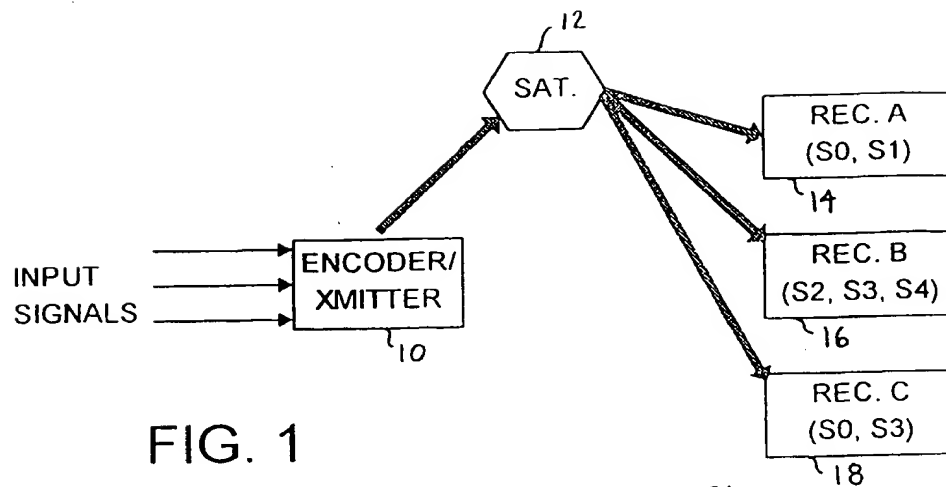 12
SAT.
REC. A
(S0, S1)
14
REC. B
(S2, S3, S4)
16
REC. C
(S0, S3)
18
INPUT
SIGNALS
ENCODER/
XMITTER
10
FIG. 1